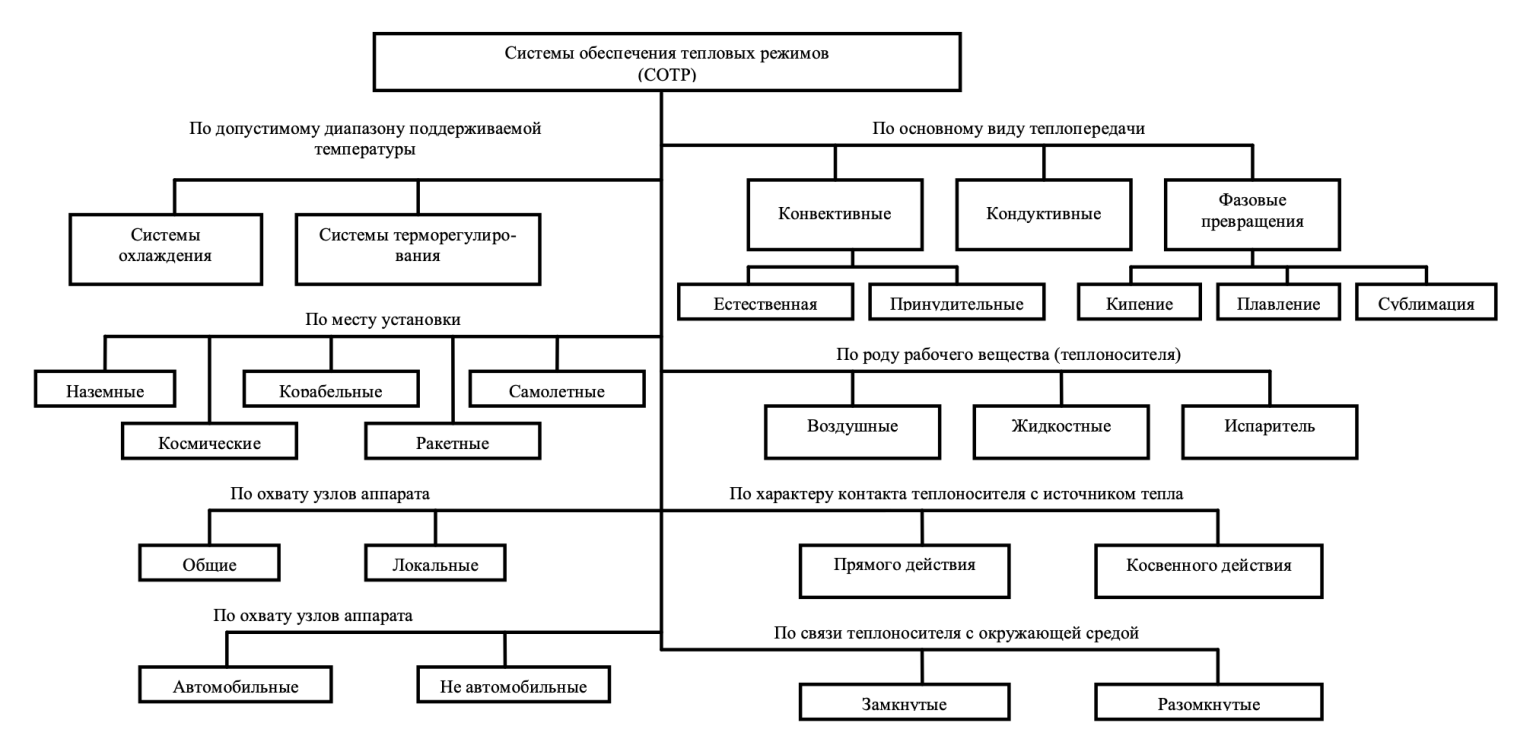 Системы обеспечения тепловых режимов
(СОТР)
По допустимому диапазону поддерживаемой
температуры
По основному виду теплопередачи
Системы
охлаждения
Системы терморегулиро-
вания
Конвективные
Кондуктивные
Фазовые
превращения
Естественная
Принудительные
Кипение
Плавление
Сублимация
По месту установки
Наземные
Корабельные
Самолетные
Космические
Ракетные
По роду рабочего вещества (теплоносителя)
Воздушные
Жидкостные
Испаритель
По охвату узлов аппарата
Общие
Локальные
По характеру контакта теплоносителя с источником тепла
Прямого действия
Косвенного действия
По охвату узлов аппарата
Автомобильные
Не автомобильные
По связи теплоносителя с окружающей средой
Замкнутые
Разомкнутые